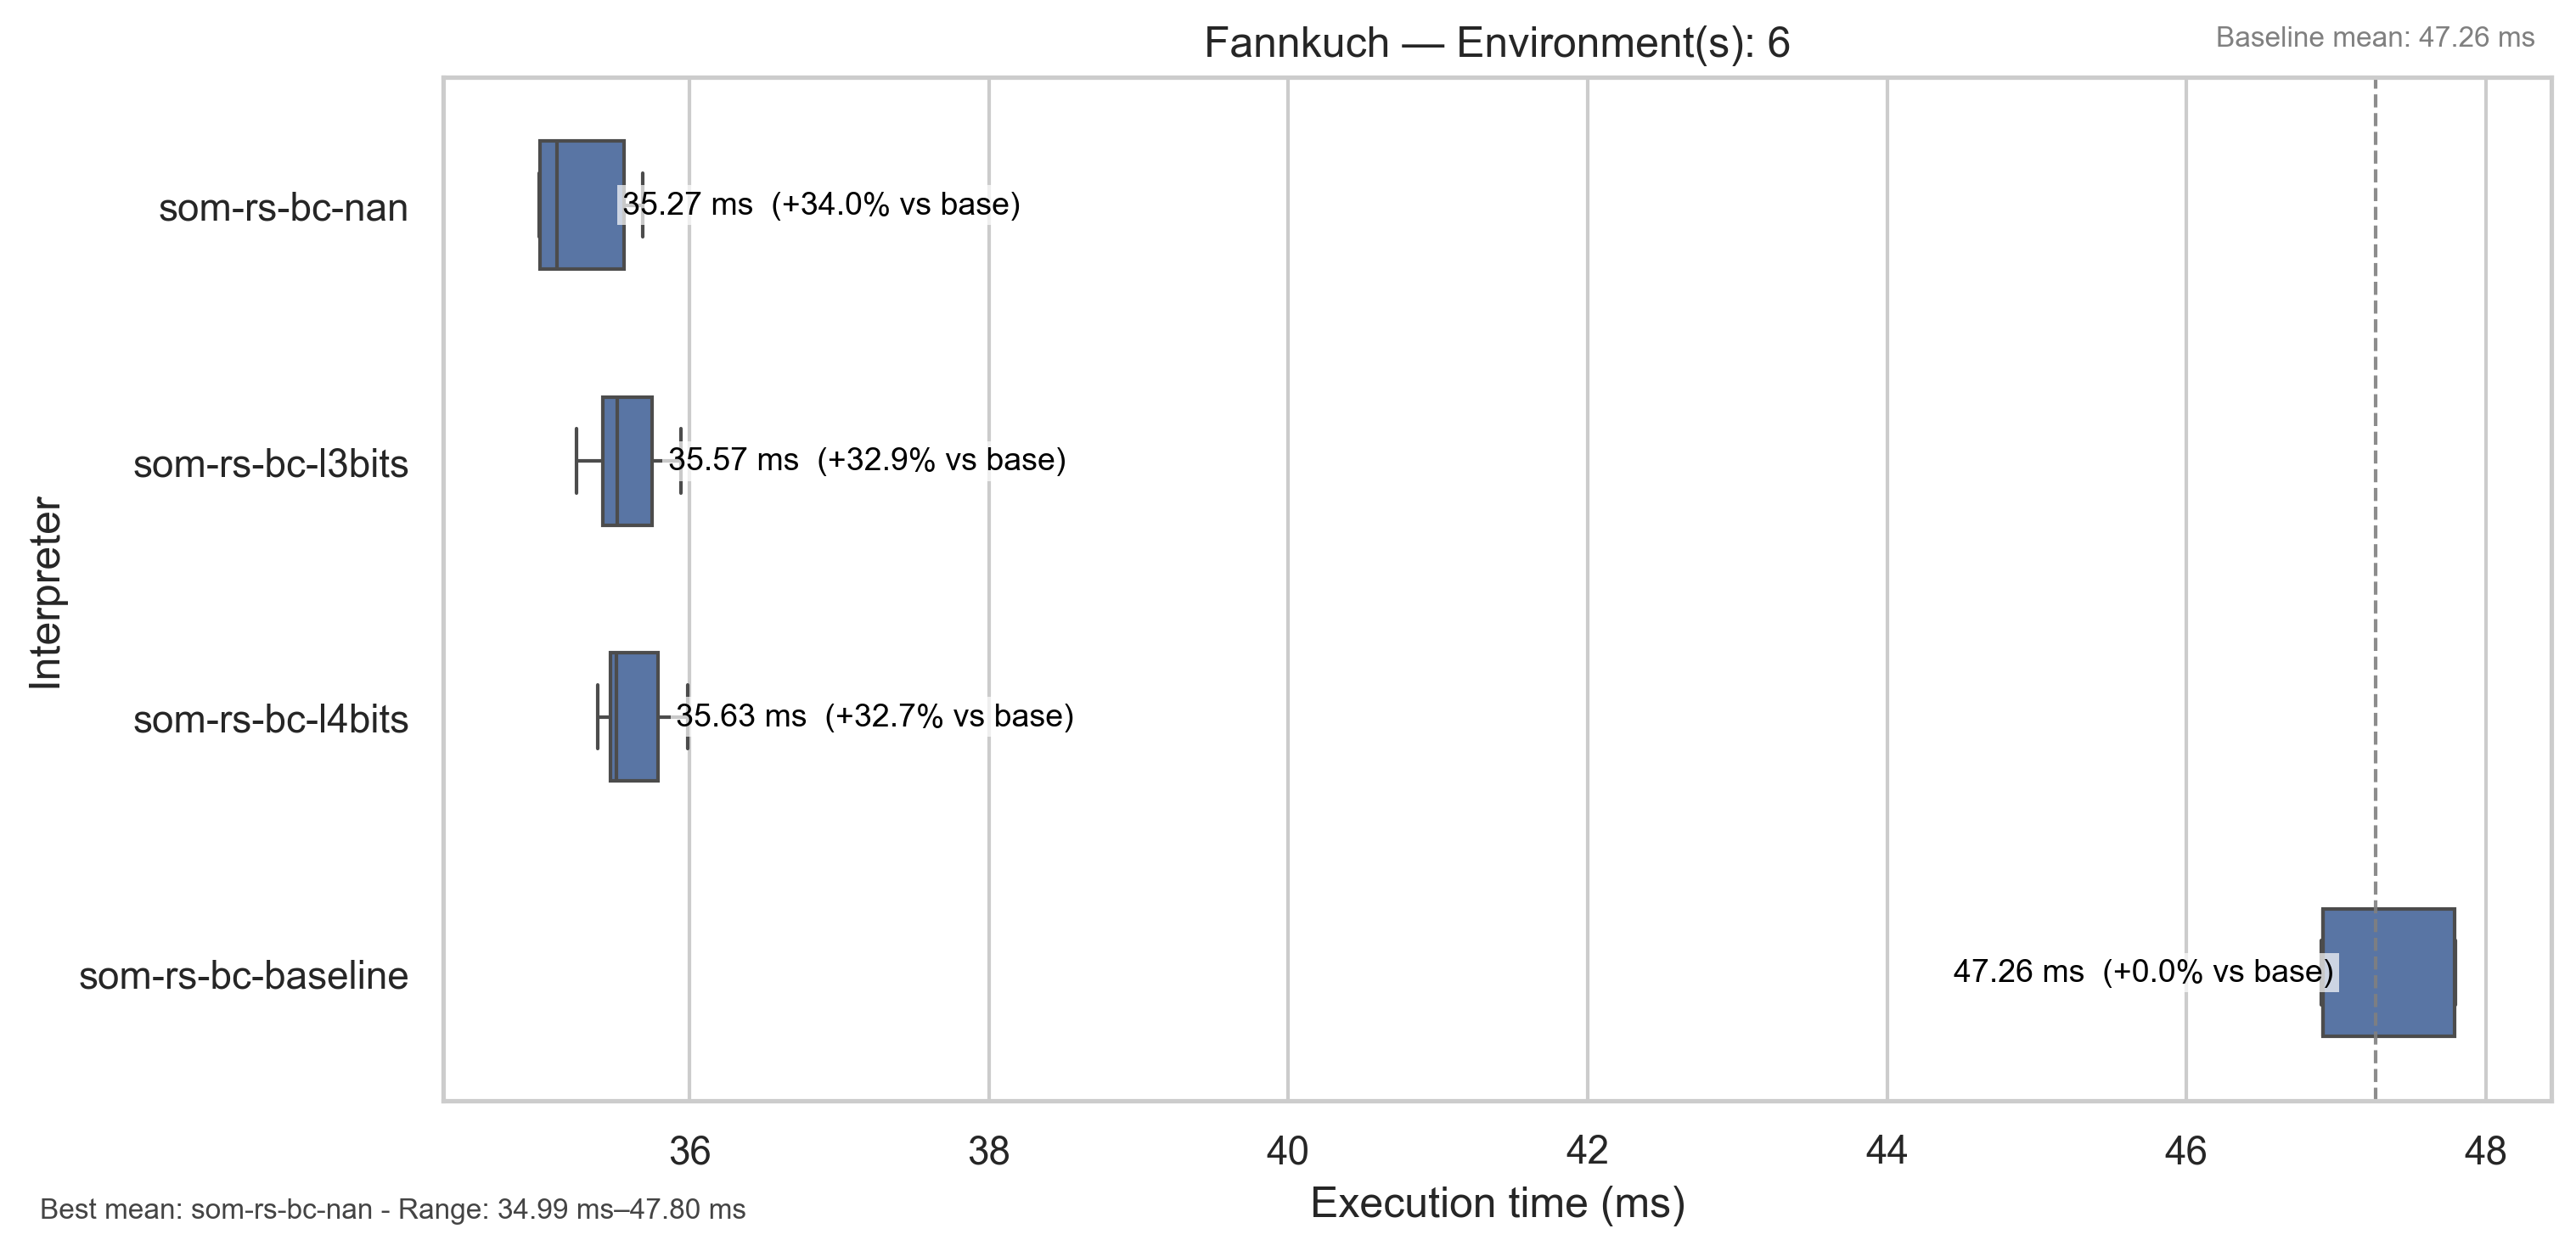 Fannkuch — Environment(s): 6
Baseline mean: 47.26 ms
Interpreter
som-rs-bc-nan
35.27 ms  (+34.0% vs base)
som-rs-bc-l3bits
35.57 ms  (+32.9% vs base)
som-rs-bc-l4bits
35.63 ms  (+32.7% vs base)
som-rs-bc-baseline
47.26 ms  (+0.0% vs base)
36 38 40 42 44 46 48
Execution time (ms)
Best mean: som-rs-bc-nan - Range: 34.99 ms–47.80 ms